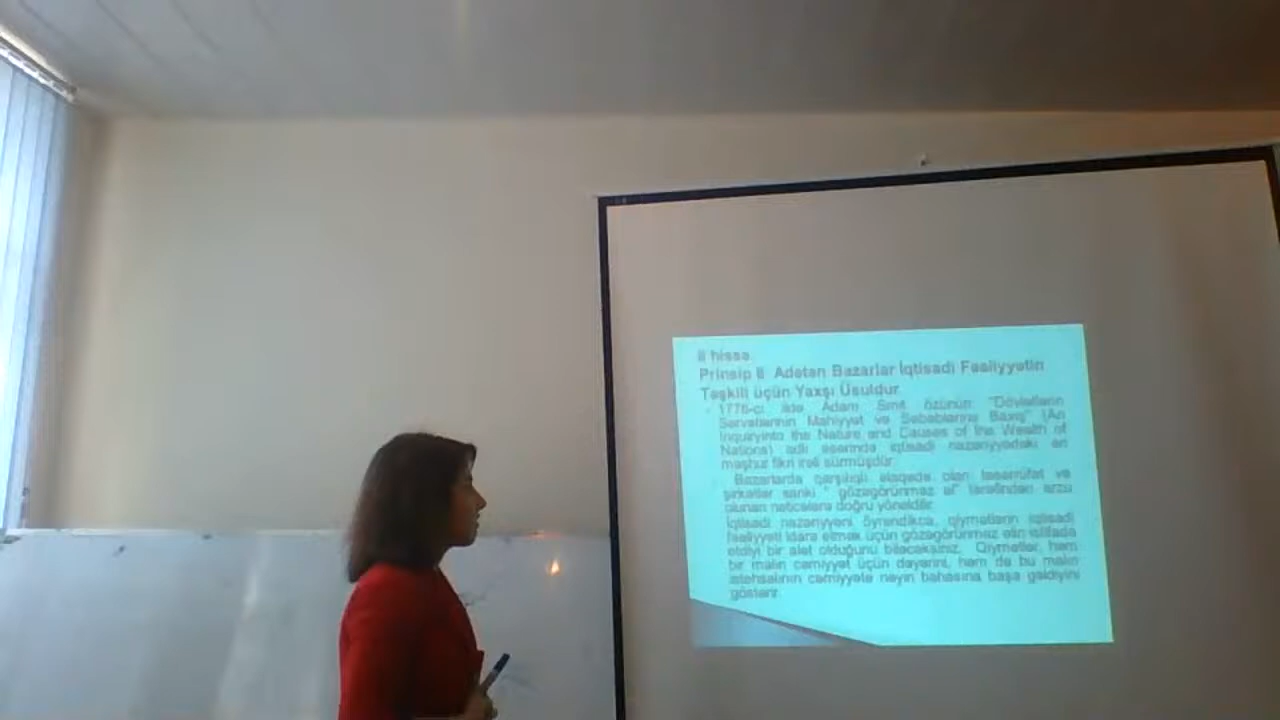 II hissə.
Prinsip 6 Adətən Bazarlar İqtisadi Fəaliyyətin
Təşkili üçün Yaxşı Üsuldur
1776-cı ildə Adam Smit özünün "Dövlətlərin
Sərvətlərinin Mahiyyət və Səbəblərinə Baxış" (An
Inquiryinto the Nature and Causes of the Wealth of
Nations) adlı əsərində iqtisadi nəzəriyyədəki ən
məşhur fikri irəli sürmüşdür.
Bazarlarda qarşılıqlı əlaqədə olan təsərrüfat və
şirkətlər sanki " gözəgörünməz əl" tərəfindən arzu
olunan nəticələrə doğru yönəldilir.
İqtisadi nəzəriyyəni öyrəndikcə, qiymətlərin iqtisadi
fəaliyyəti idarə etmək üçün gözəgörünməz əlin istifadə
etdiyi bir alət olduğunu biləcəksiniz. Qiymətlər, həm
bir malın cəmiyyət üçün dəyərini, həm də bu malın
istehsalının cəmiyyətə nəyin bahasına başa gəldiyini
göstərir.